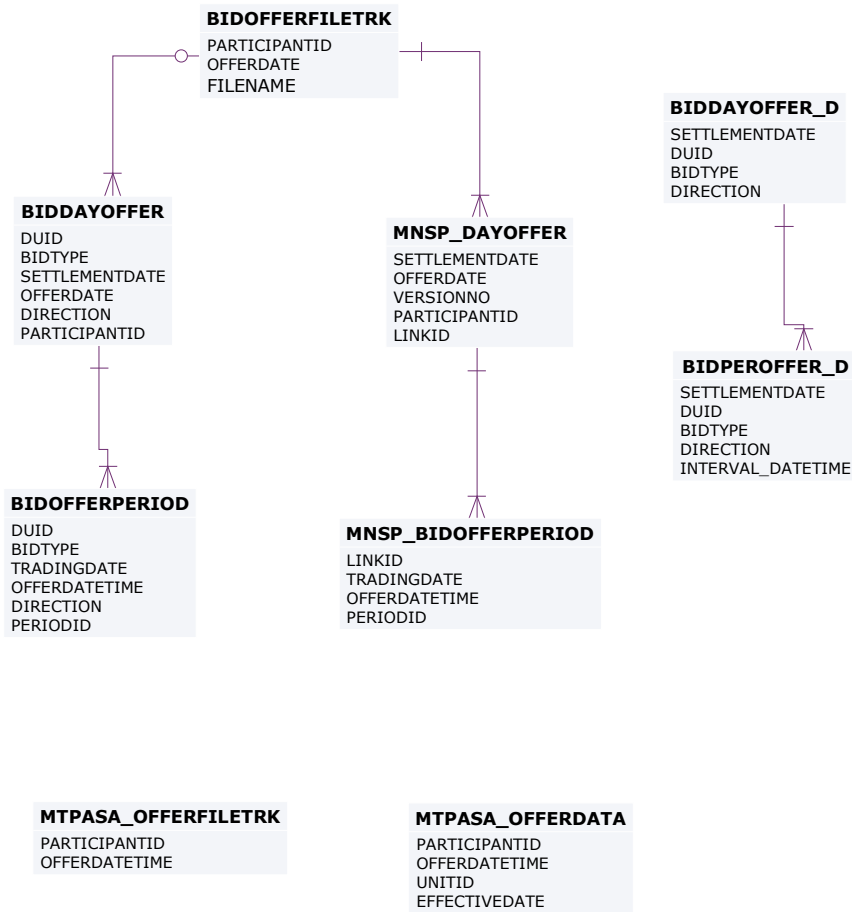 BIDOFFERFILETRK
PARTICIPANTID
OFFERDATE
FILENAME
BIDDAYOFFER_D
SETTLEMENTDATE
DUID
BIDTYPE
DIRECTION
BIDDAYOFFER
DUID
BIDTYPE
SETTLEMENTDATE
OFFERDATE
DIRECTION
PARTICIPANTID
MNSP_DAYOFFER
SETTLEMENTDATE
OFFERDATE
VERSIONNO
PARTICIPANTID
LINKID
BIDPEROFFER_D
SETTLEMENTDATE
DUID
BIDTYPE
DIRECTION
INTERVAL_DATETIME
BIDOFFERPERIOD
DUID
BIDTYPE
TRADINGDATE
OFFERDATETIME
DIRECTION
PERIODID
MNSP_BIDOFFERPERIOD
LINKID
TRADINGDATE
OFFERDATETIME
PERIODID
MTPASA_OFFERFILETRK
PARTICIPANTID
OFFERDATETIME
MTPASA_OFFERDATA
PARTICIPANTID
OFFERDATETIME
UNITID
EFFECTIVEDATE